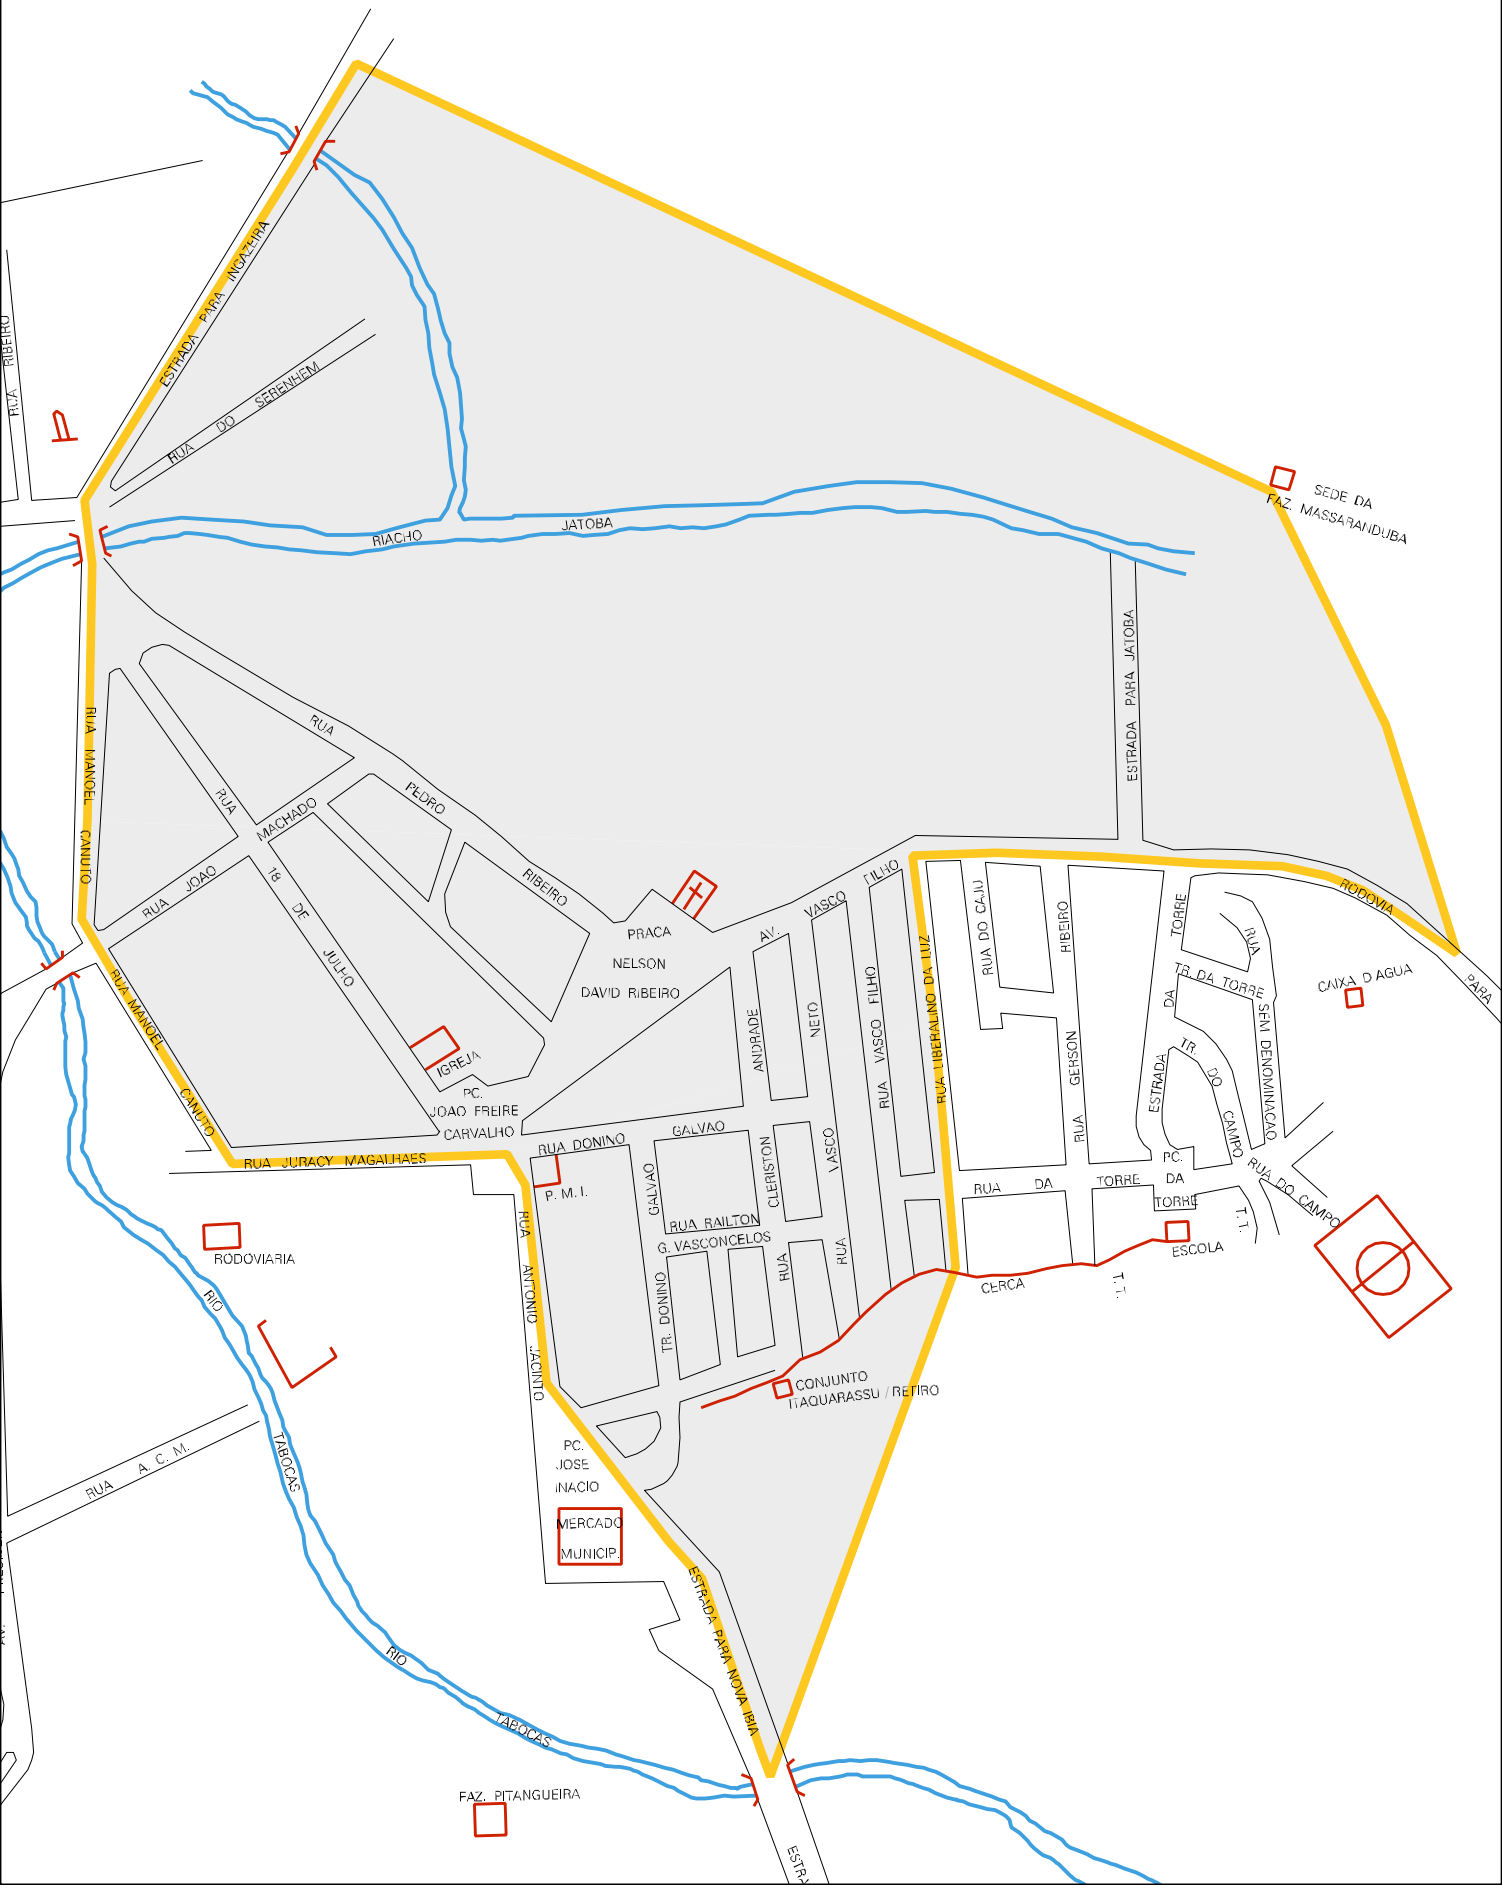 ESTRADA PARA INGAZEIRA
RUA RIBEIRO
RUA DO SERENHEM
SEDE DA
FAZ. MASSARANDUBA
RIACHO JATOBA
ESTRADA PARA JATOBA
RUA MANOEL CANUTO
RUA PEDRO RIBEIRO
RUA 18 DE JULHO
RUA JOAO MACHADO
PRACA
NELSON
DAVID RIBEIRO
AV. VASCO FILHO
RODOVIA PARA
CAIXA D AGUA
RUA
TR. DA TORRE
ESTRADA DA TORRE
TR. DO CAMPO
SEM DENOMINACAO
RUA DO CAJU
RUA GERSON RIBEIRO
RUA LIBERALINO DA LUZ
RUA VASCO FILHO
RUA VASCO NETO
RUA CLERISTON ANDRADE
RUA MANOEL CANUTO
IGREJA
PC.
JOAO FREIRE
CARVALHO
RUA JURACY MAGALHAES
RUA DONINO GALVAO
P. M. I.
TR. DONINO GALVAO
RUA RAILTON
G. VASCONCELOS
RUA DA TORRE
PC.
DA
TORRE
RUA DO CAMPO
T. T.
T. T.
ESCOLA
CERCA
RODOVIARIA
RIO TABOCAS
RUA ANTONIO JACINTO
CONJUNTO
ITAQUARASSU / RETIRO
PC.
JOSE
INACIO
MERCADO
MUNICIP.
RUA A. C. M.
ESTRADA PARA NOVA IBIA
RIO TABOCAS
FAZ. PITANGUEIRA